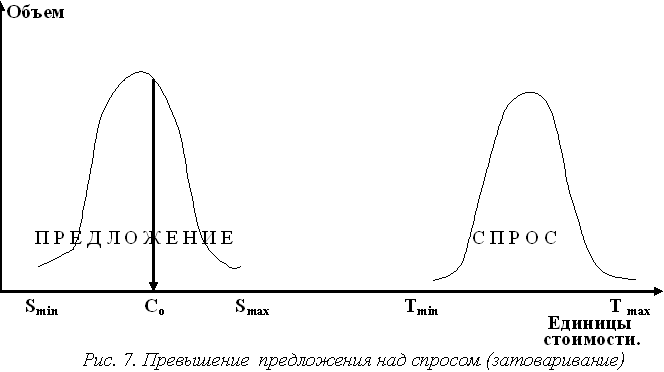 Объем
П Р Е Д Л О Ж Е Н И Е С П Р О С
Smin Co Smax Tmin T max
Единицы
стоимости.
Рис. 7. Превышение предложения над спросом (затоваривание)